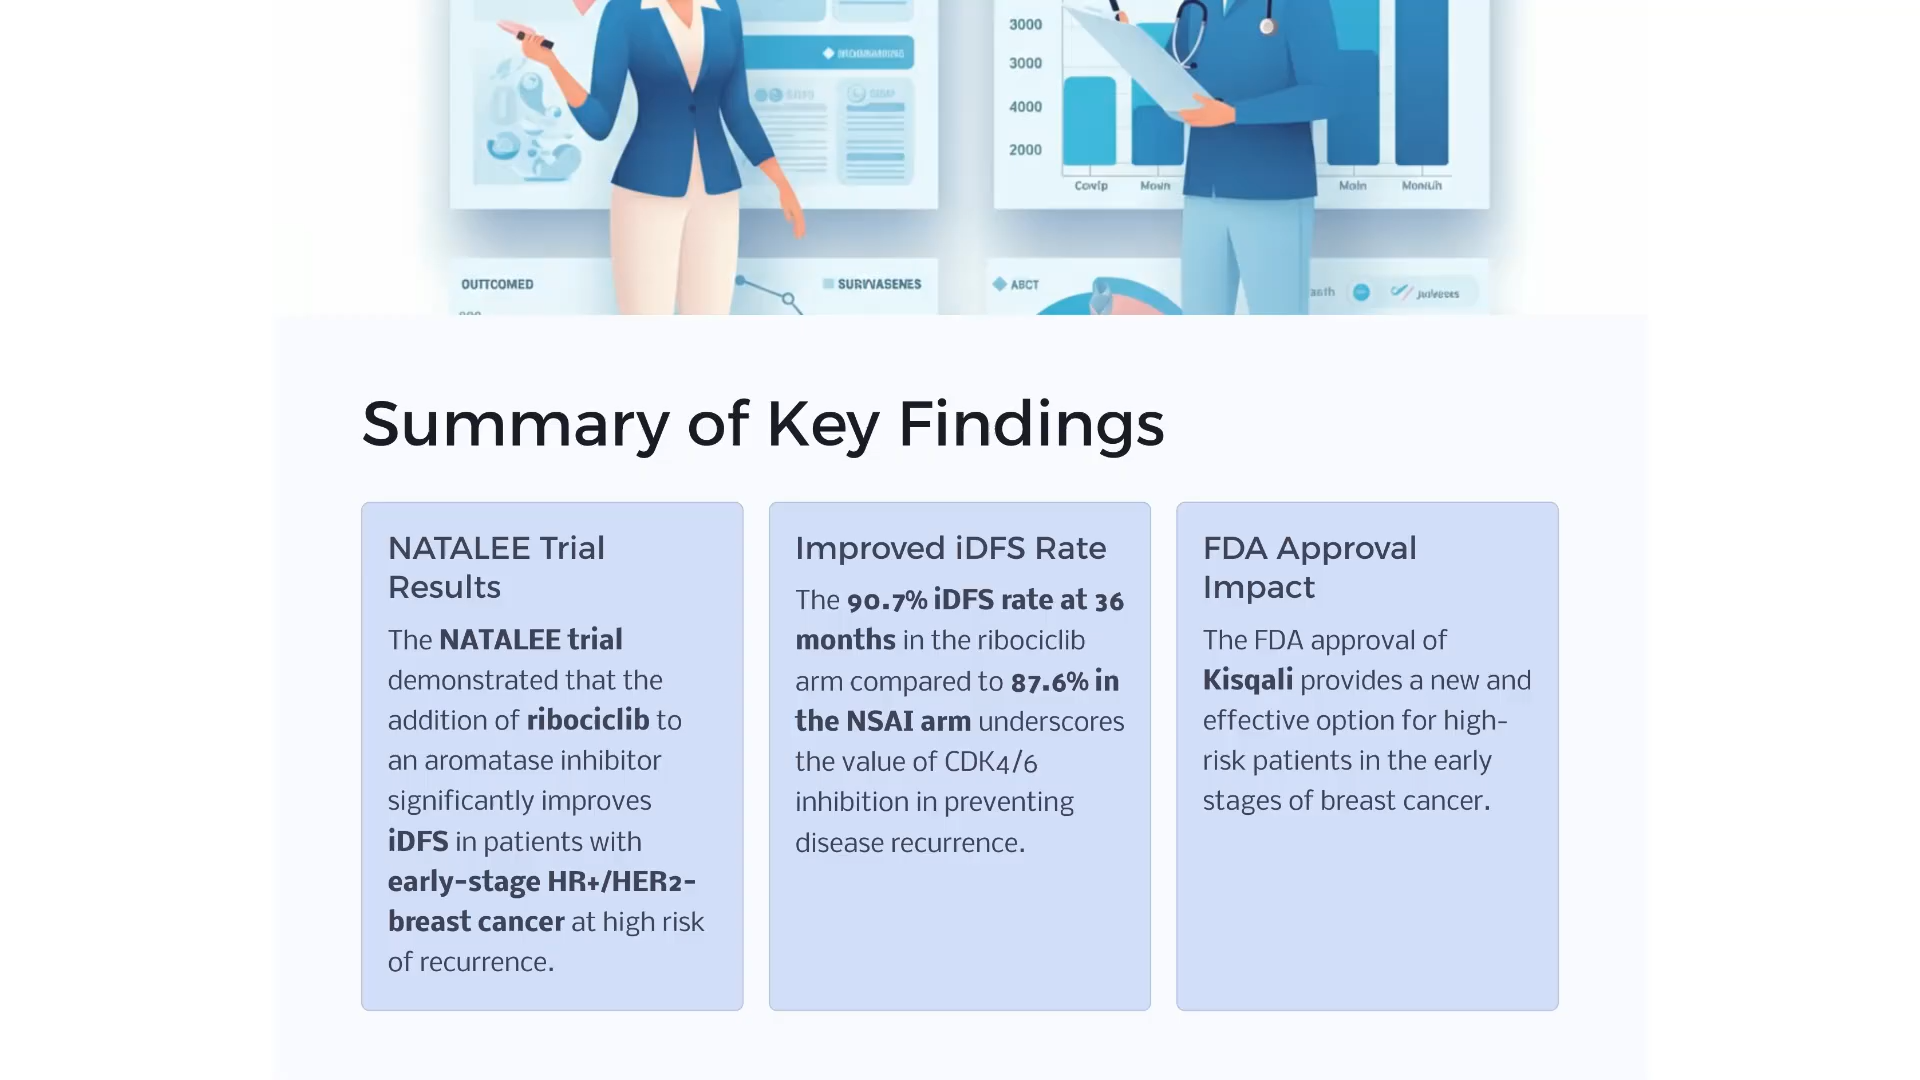 3000
3000
4000
2000
Covip Moun Moln Monluh
OUTTCOMED
SURWASENES
ABCT
Summary of Key Findings
NATALEE Trial
Results
The NATALEE trial
demonstrated that the
addition of ribociclib to
an aromatase inhibitor
significantly improves
iDFS in patients with
early-stage HR+/HER2-
breast cancer at high risk
of recurrence.
Improved iDFS Rate
The 90.7% iDFS rate at 36
months in the ribociclib
arm compared to 87.6% in
the NSAI arm underscores
the value of CDK4/6
inhibition in preventing
disease recurrence.
FDA Approval
Impact
The FDA approval of
Kisqali provides a new and
effective option for high-
risk patients in the early
stages of breast cancer.